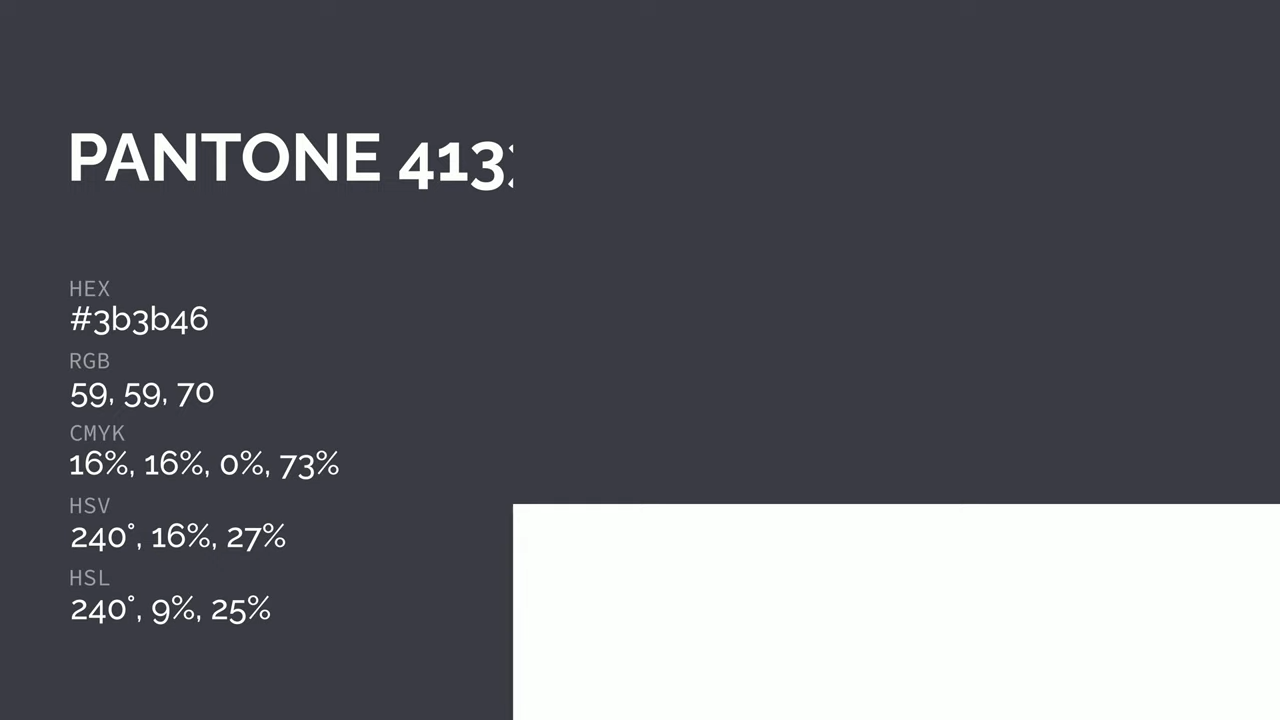 PANTONE 413
HEX
#3b3b46
RGB
59, 59, 70
CMYK
16%, 16%, 0%, 73%
HSV
240°, 16%, 27%
HSL
240°, 9%, 25%